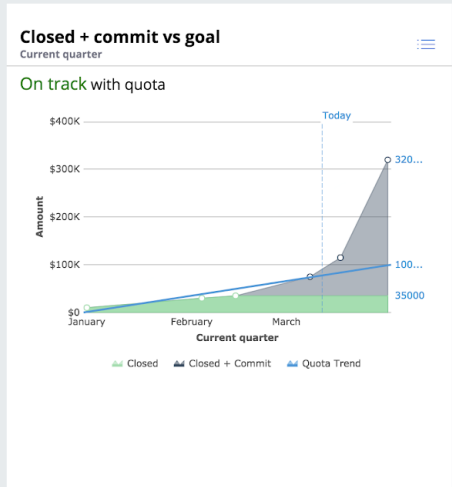 Closed + commit vs goal
Current quarter
On track with quota
Today
$400K
$300K
$200K
$100K
$0
320...
100...
35000
Amount
January February March
Current quarter
Closed Closed + Commit Quota Trend